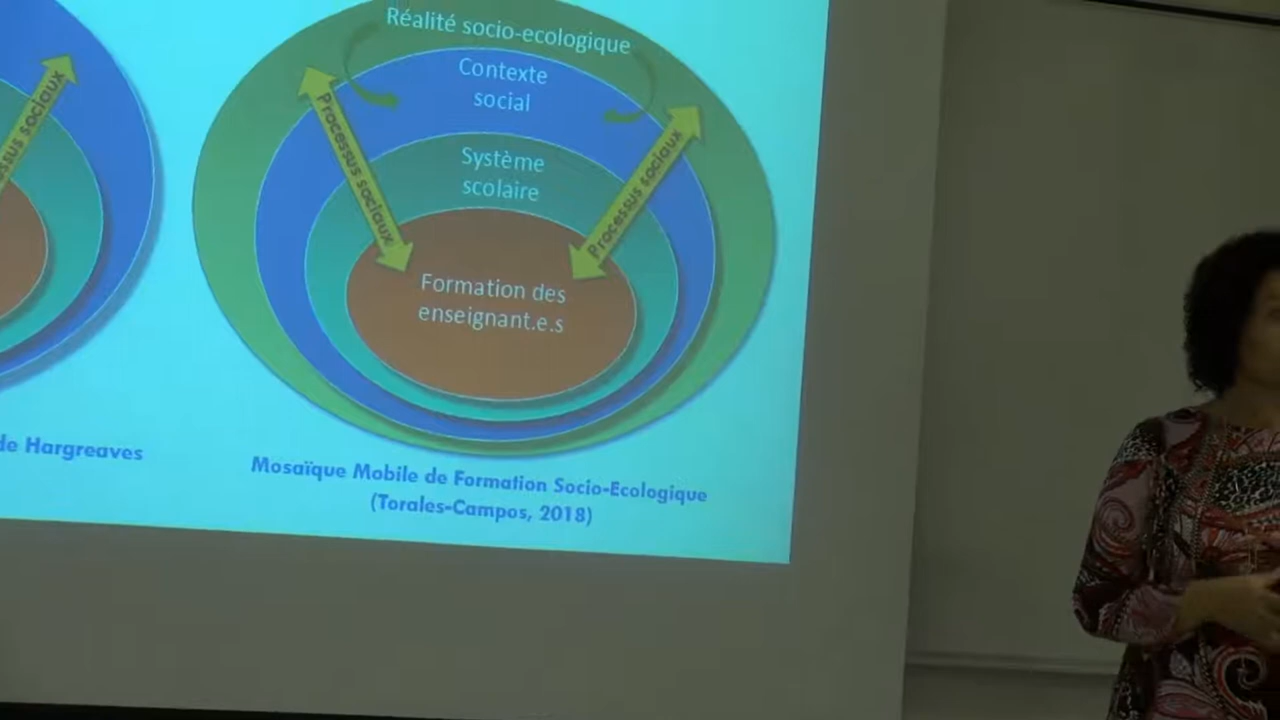 Réalité socio-ecologique
Contexte
social
Processus sociaux
Processus sociaux
Système
scolaire
Formation des
enseignant.e.s
sociaux
de Hargreaves
Mosaïque Mobile de Formation Socio-Ecologique
(Torales-Campos, 2018)